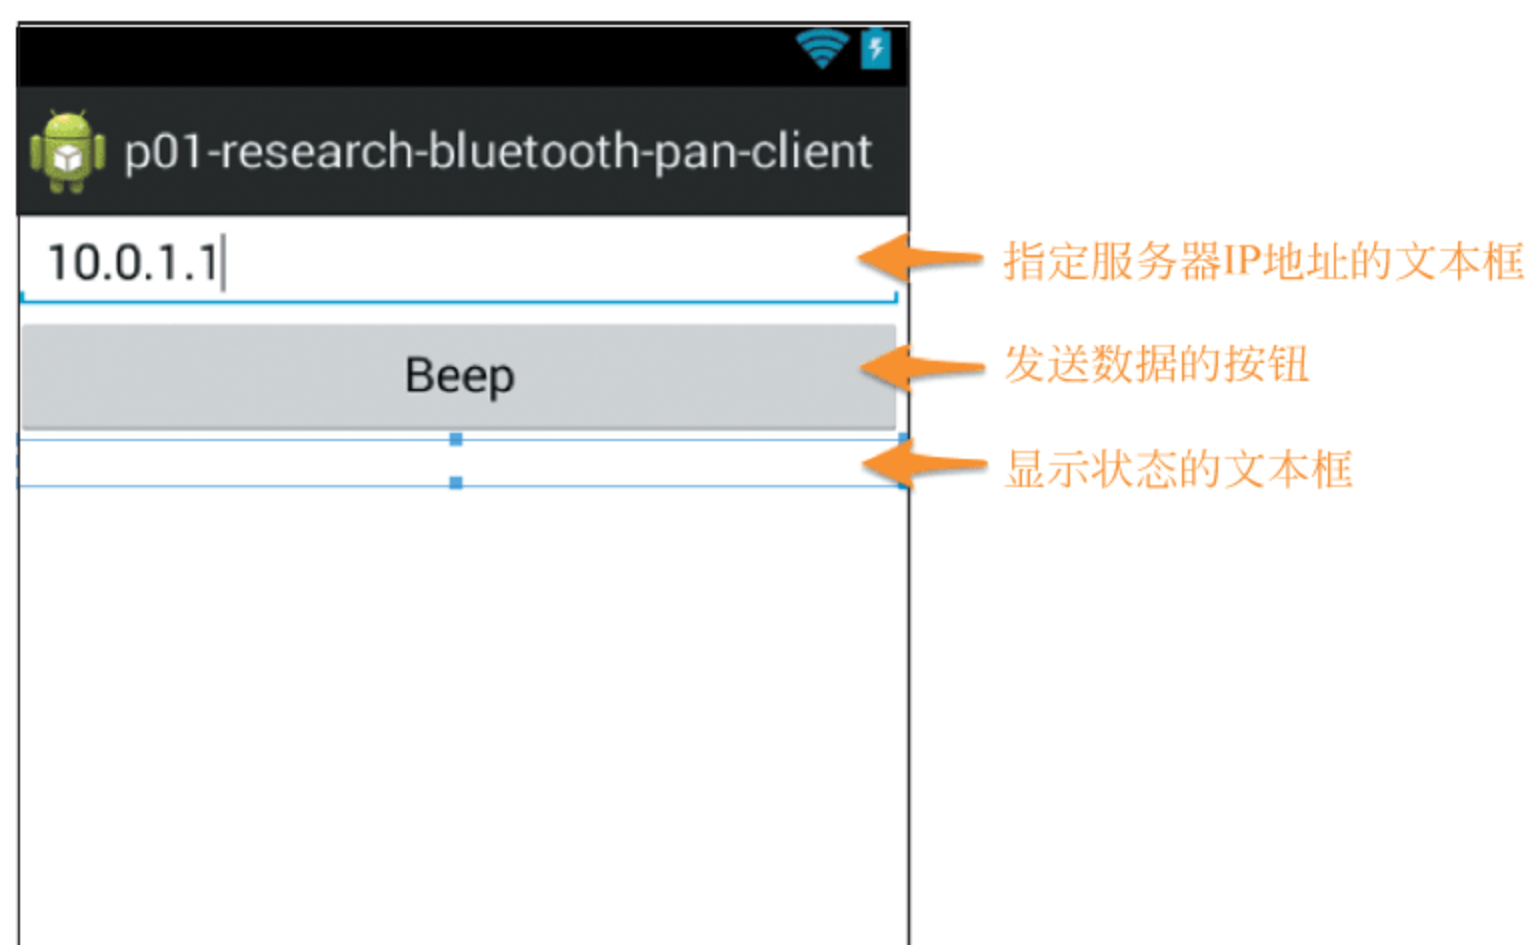 p01-research-bluetooth-pan-client
10.0.1.1
指定服务器IP地址的文本框
Beep
发送数据的按钮
显示状态的文本框